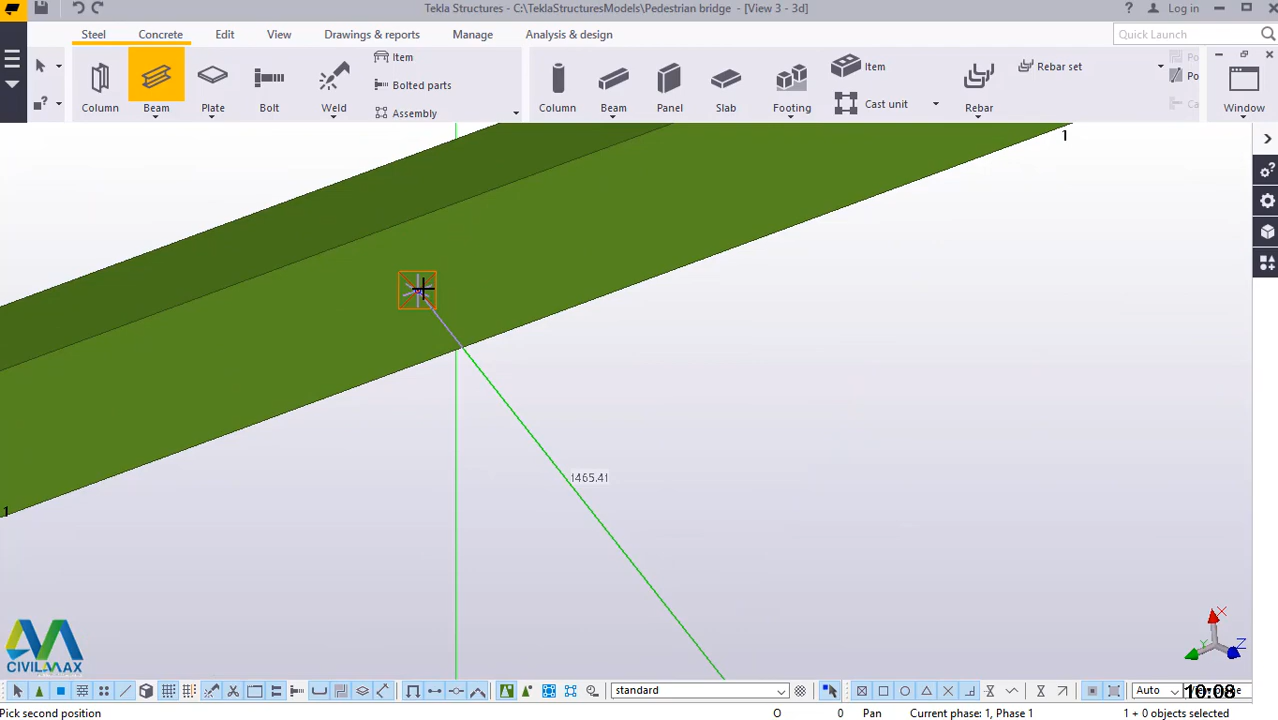 Tekla Structures - C:\TeklaStructuresModels\Pedestrian bridge - [View 3 - 3d]
Log in
Steel Concrete Edit View Drawings & reports Manage Analysis & design
Quick Launch
Column Beam Plate Bolt Weld
Item
Bolted parts
Assembly
Column Beam Panel Slab Footing
Item
Cast unit
Rebar
Rebar set
Po
Po
Ca
Window
1
1465.41
1
X
Y
Z
CIVILMAX
standard
Auto
10:08
Pick second position O 0 Pan Current phase: 1, Phase 1 1 + 0 objects selected